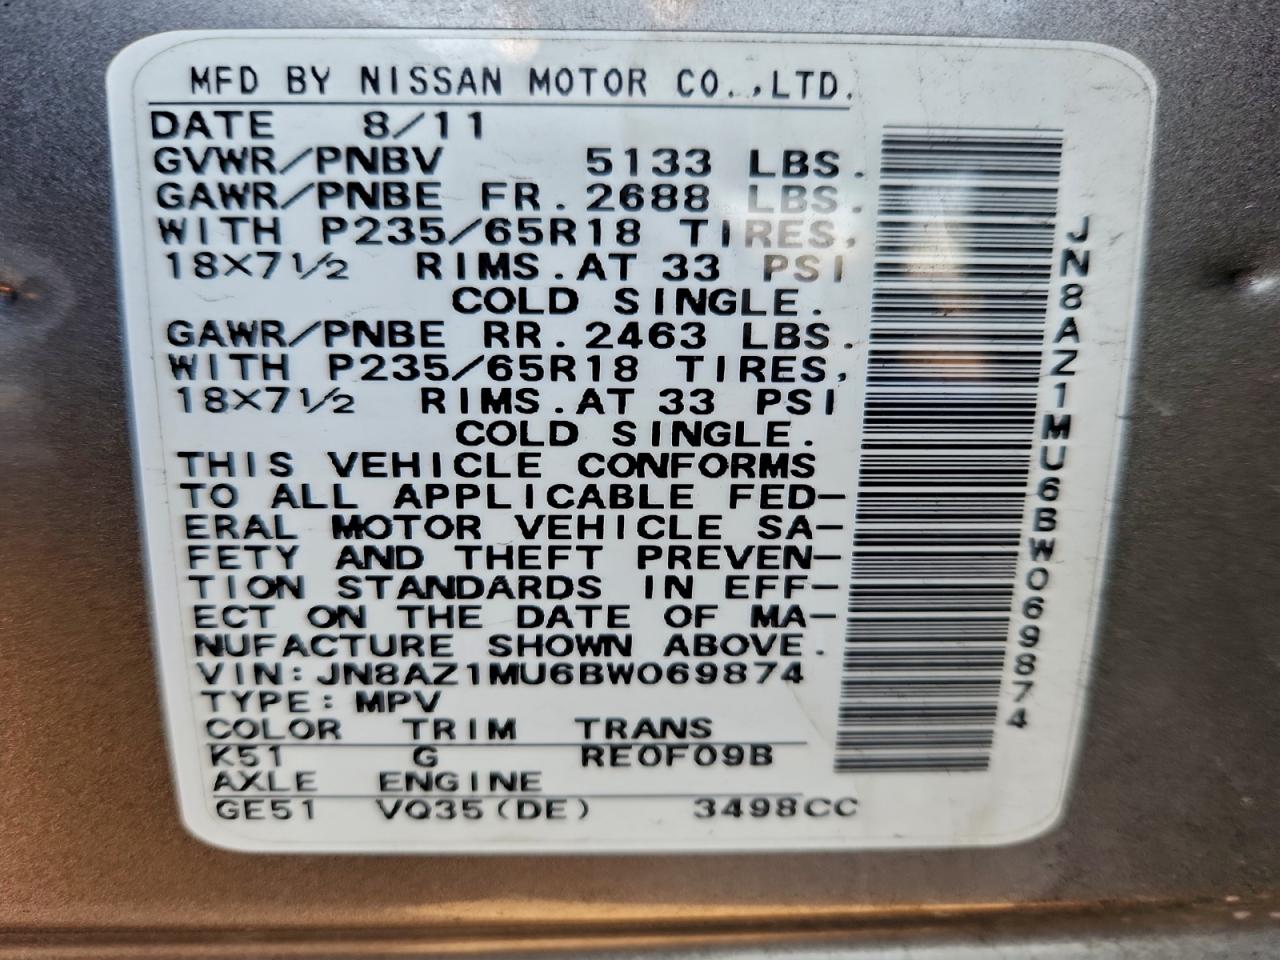 MFD BY NISSAN MOTOR CO.,LTD.
DATE 8/11
GVWR/PNBV 5133 LBS.
GAWR/PNBE FR. 2688 LBS.
WITH P235/65R18 TIRES,
18X7½ RIMS. AT 33 PSI
COLD SINGLE.
GAWR/PNBE RR. 2463 LBS.
WITH P235/65R18 TIRES,
18X7½ RIMS. AT 33 PSI
COLD SINGLE.
THIS VEHICLE CONFORMS
TO ALL APPLICABLE FED-
ERAL MOTOR VEHICLE SA-
FETY AND THEFT PREVEN-
TION STANDARDS IN EFF-
ECT ON THE DATE OF MA-
NUFACTURE SHOWN ABOVE.
VIN: JN8AZ1MU6BW069874
TYPE: MPV
COLOR TRIM TRANS
K51 G RE0F09B
AXLE ENGINE
GE51 VQ35(DE) 3498CC
JN8AZ1MU6BW069874